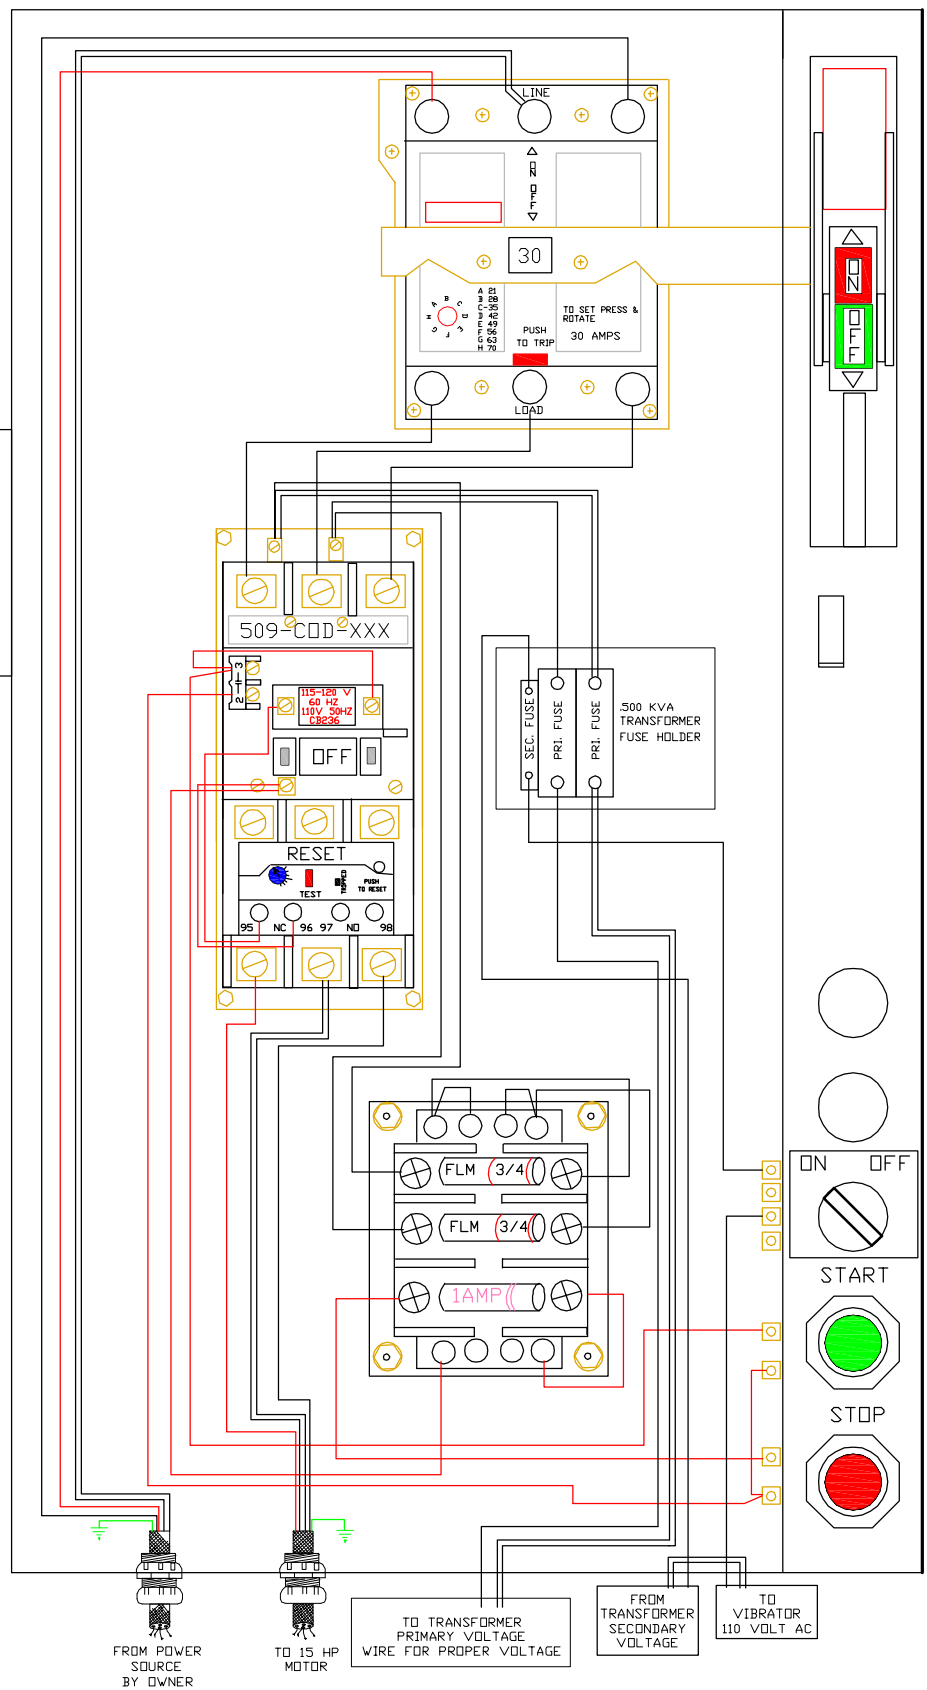 LINE
ON OFF
30
A 21
B 28
C-35
D 42
E 49
F 56
G 63
H 70
A B C D E F G H
PUSH
TO TRIP
TO SET PRESS &
ROTATE
30 AMPS
LOAD
ON
OFF
509-COD-XXX
3
2
115-120 V
60 HZ
110V 50HZ
CB236
OFF
RESET
TEST
TRIPPED
PUSH
TO RESET
95 NC 96 97 NO 98
SEC. FUSE
PRI. FUSE
PRI. FUSE
.500 KVA
TRANSFORMER
FUSE HOLDER
FLM 3/4
FLM 3/4
1AMP
ON OFF
START
STOP
FROM POWER
SOURCE
BY OWNER
TO 15 HP
MOTOR
TO TRANSFORMER
PRIMARY VOLTAGE
WIRE FOR PROPER VOLTAGE
FROM
TRANSFORMER
SECONDARY
VOLTAGE
TO
VIBRATOR
110 VOLT AC